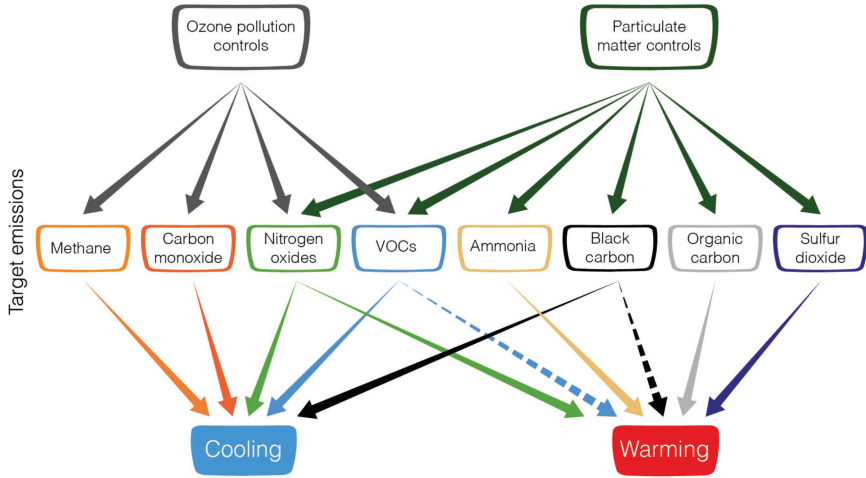 Ozone pollution
controls
Particulate
matter controls
Target emissions
Methane
Carbon
monoxide
Nitrogen
oxides
VOCs
Ammonia
Black
carbon
Organic
carbon
Sulfur
dioxide
Cooling
Warming